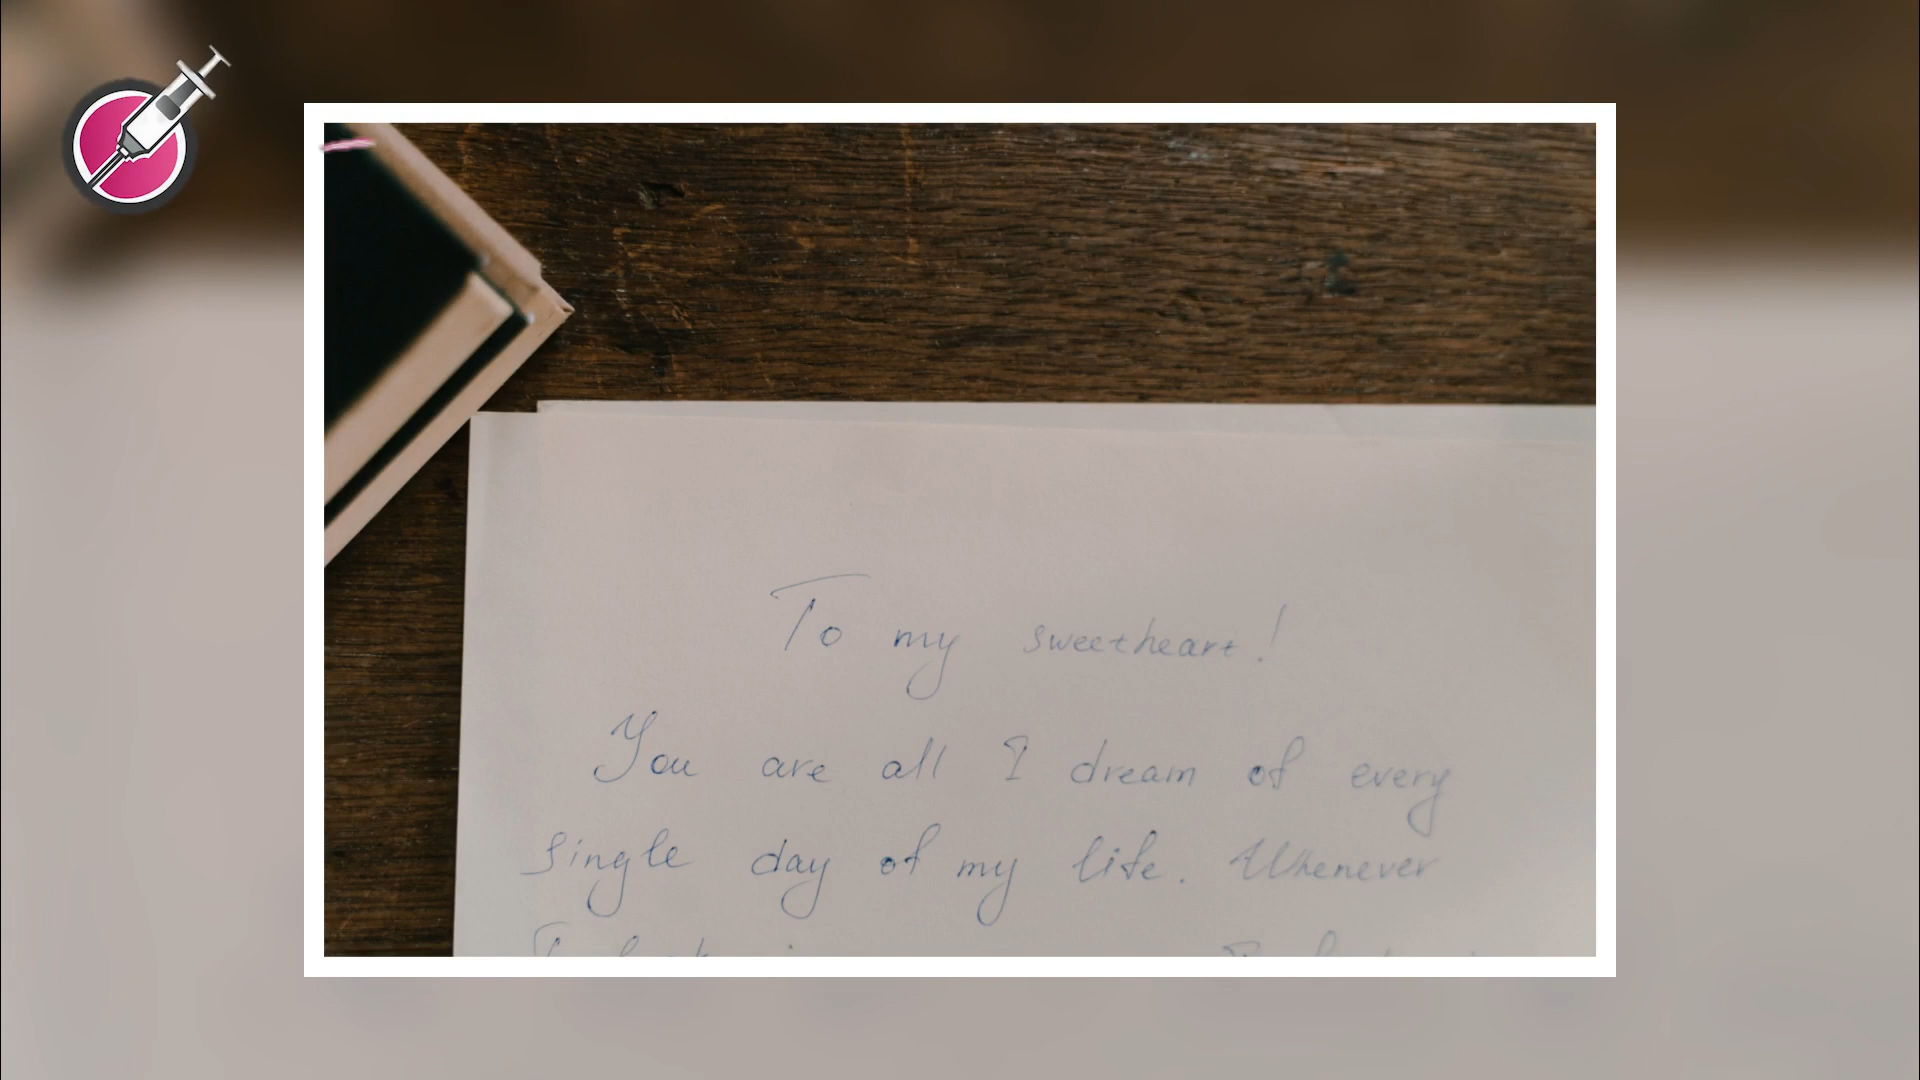 To my sweetheart!
You are all I dream of every
single day of my life. Whenever